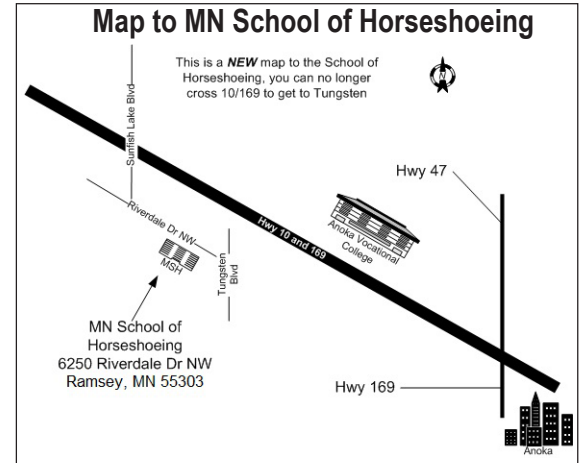 Map to MN School of Horseshoeing
This is a NEW map to the School of
Horseshoeing, you can no longer
cross 10/169 to get to Tungsten
N
Sunfish Lake Blvd
Hwy 47
Riverdale Dr NW
MSH
Tungsten
Blvd
Hwy 10 and 169
Anoka Vocational
College
MN School of
Horseshoeing
6250 Riverdale Dr NW
Ramsey, MN 55303
Hwy 169
Anoka